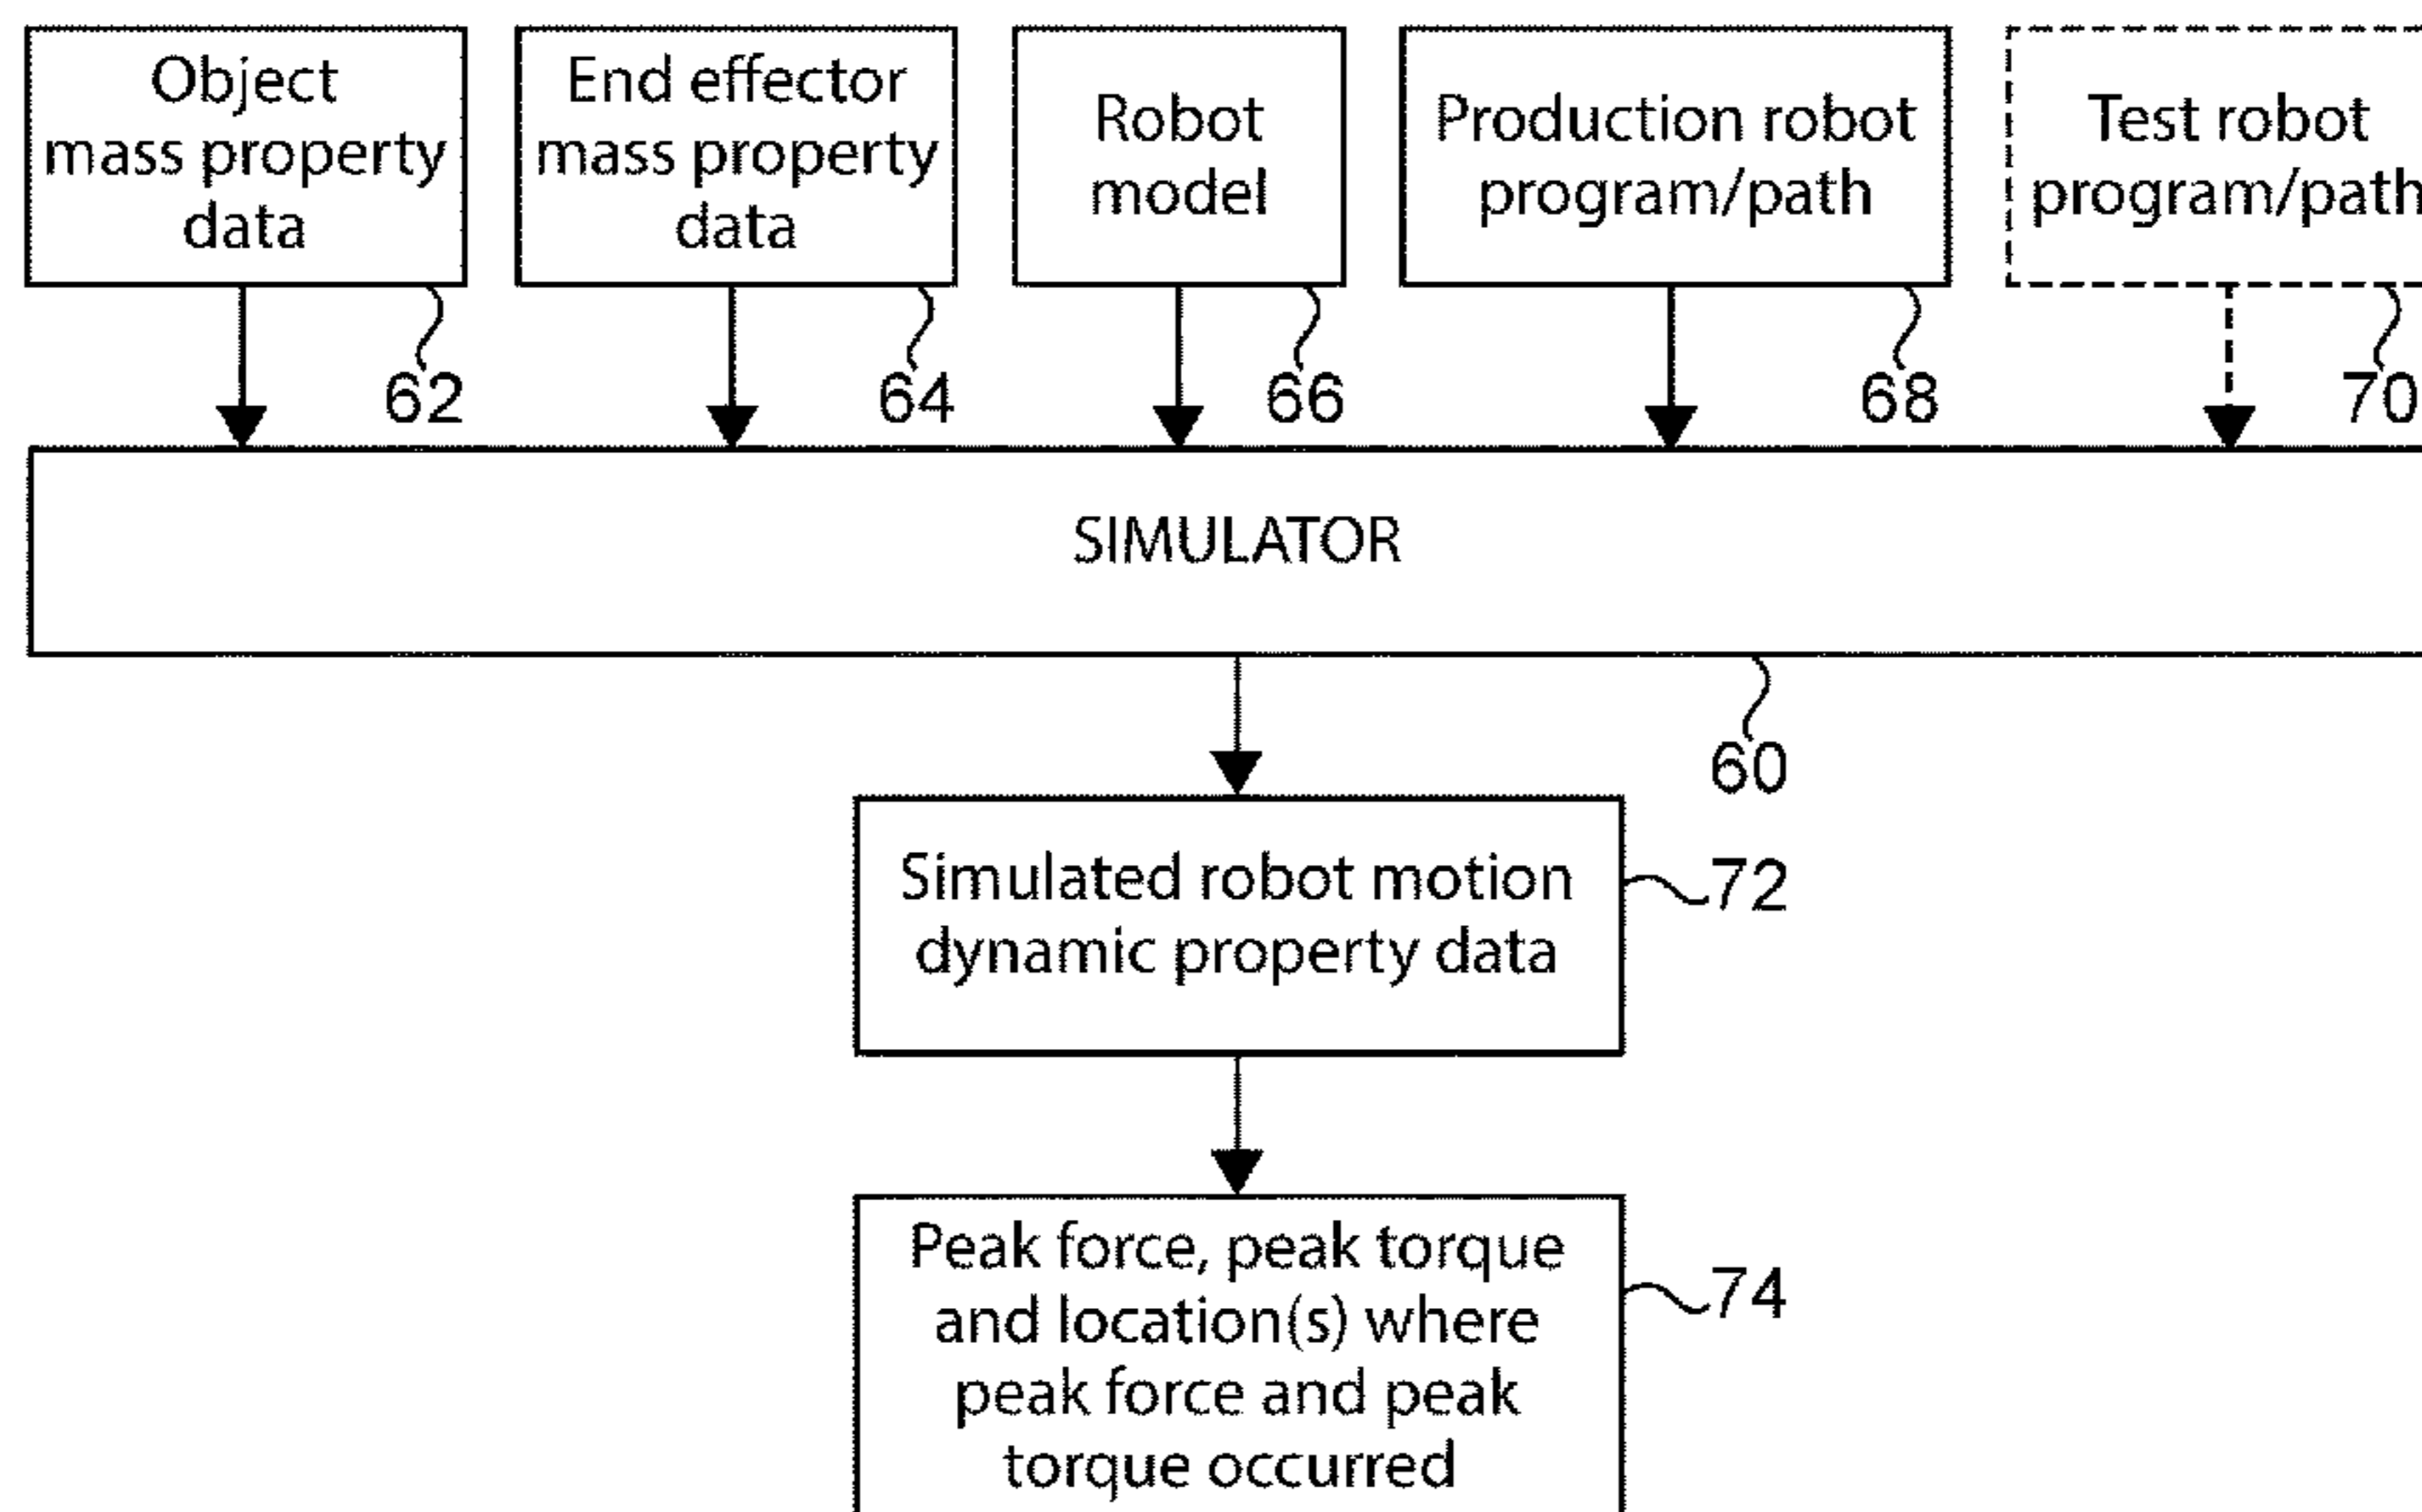 Object
mass property
data
End effector
mass property
data
Robot
model
Production robot
program/path
Test robot
program/path
62
64
66
68
70
SIMULATOR
60
Simulated robot motion
dynamic property data
72
Peak force, peak torque
and location(s) where
peak force and peak
torque occurred
74